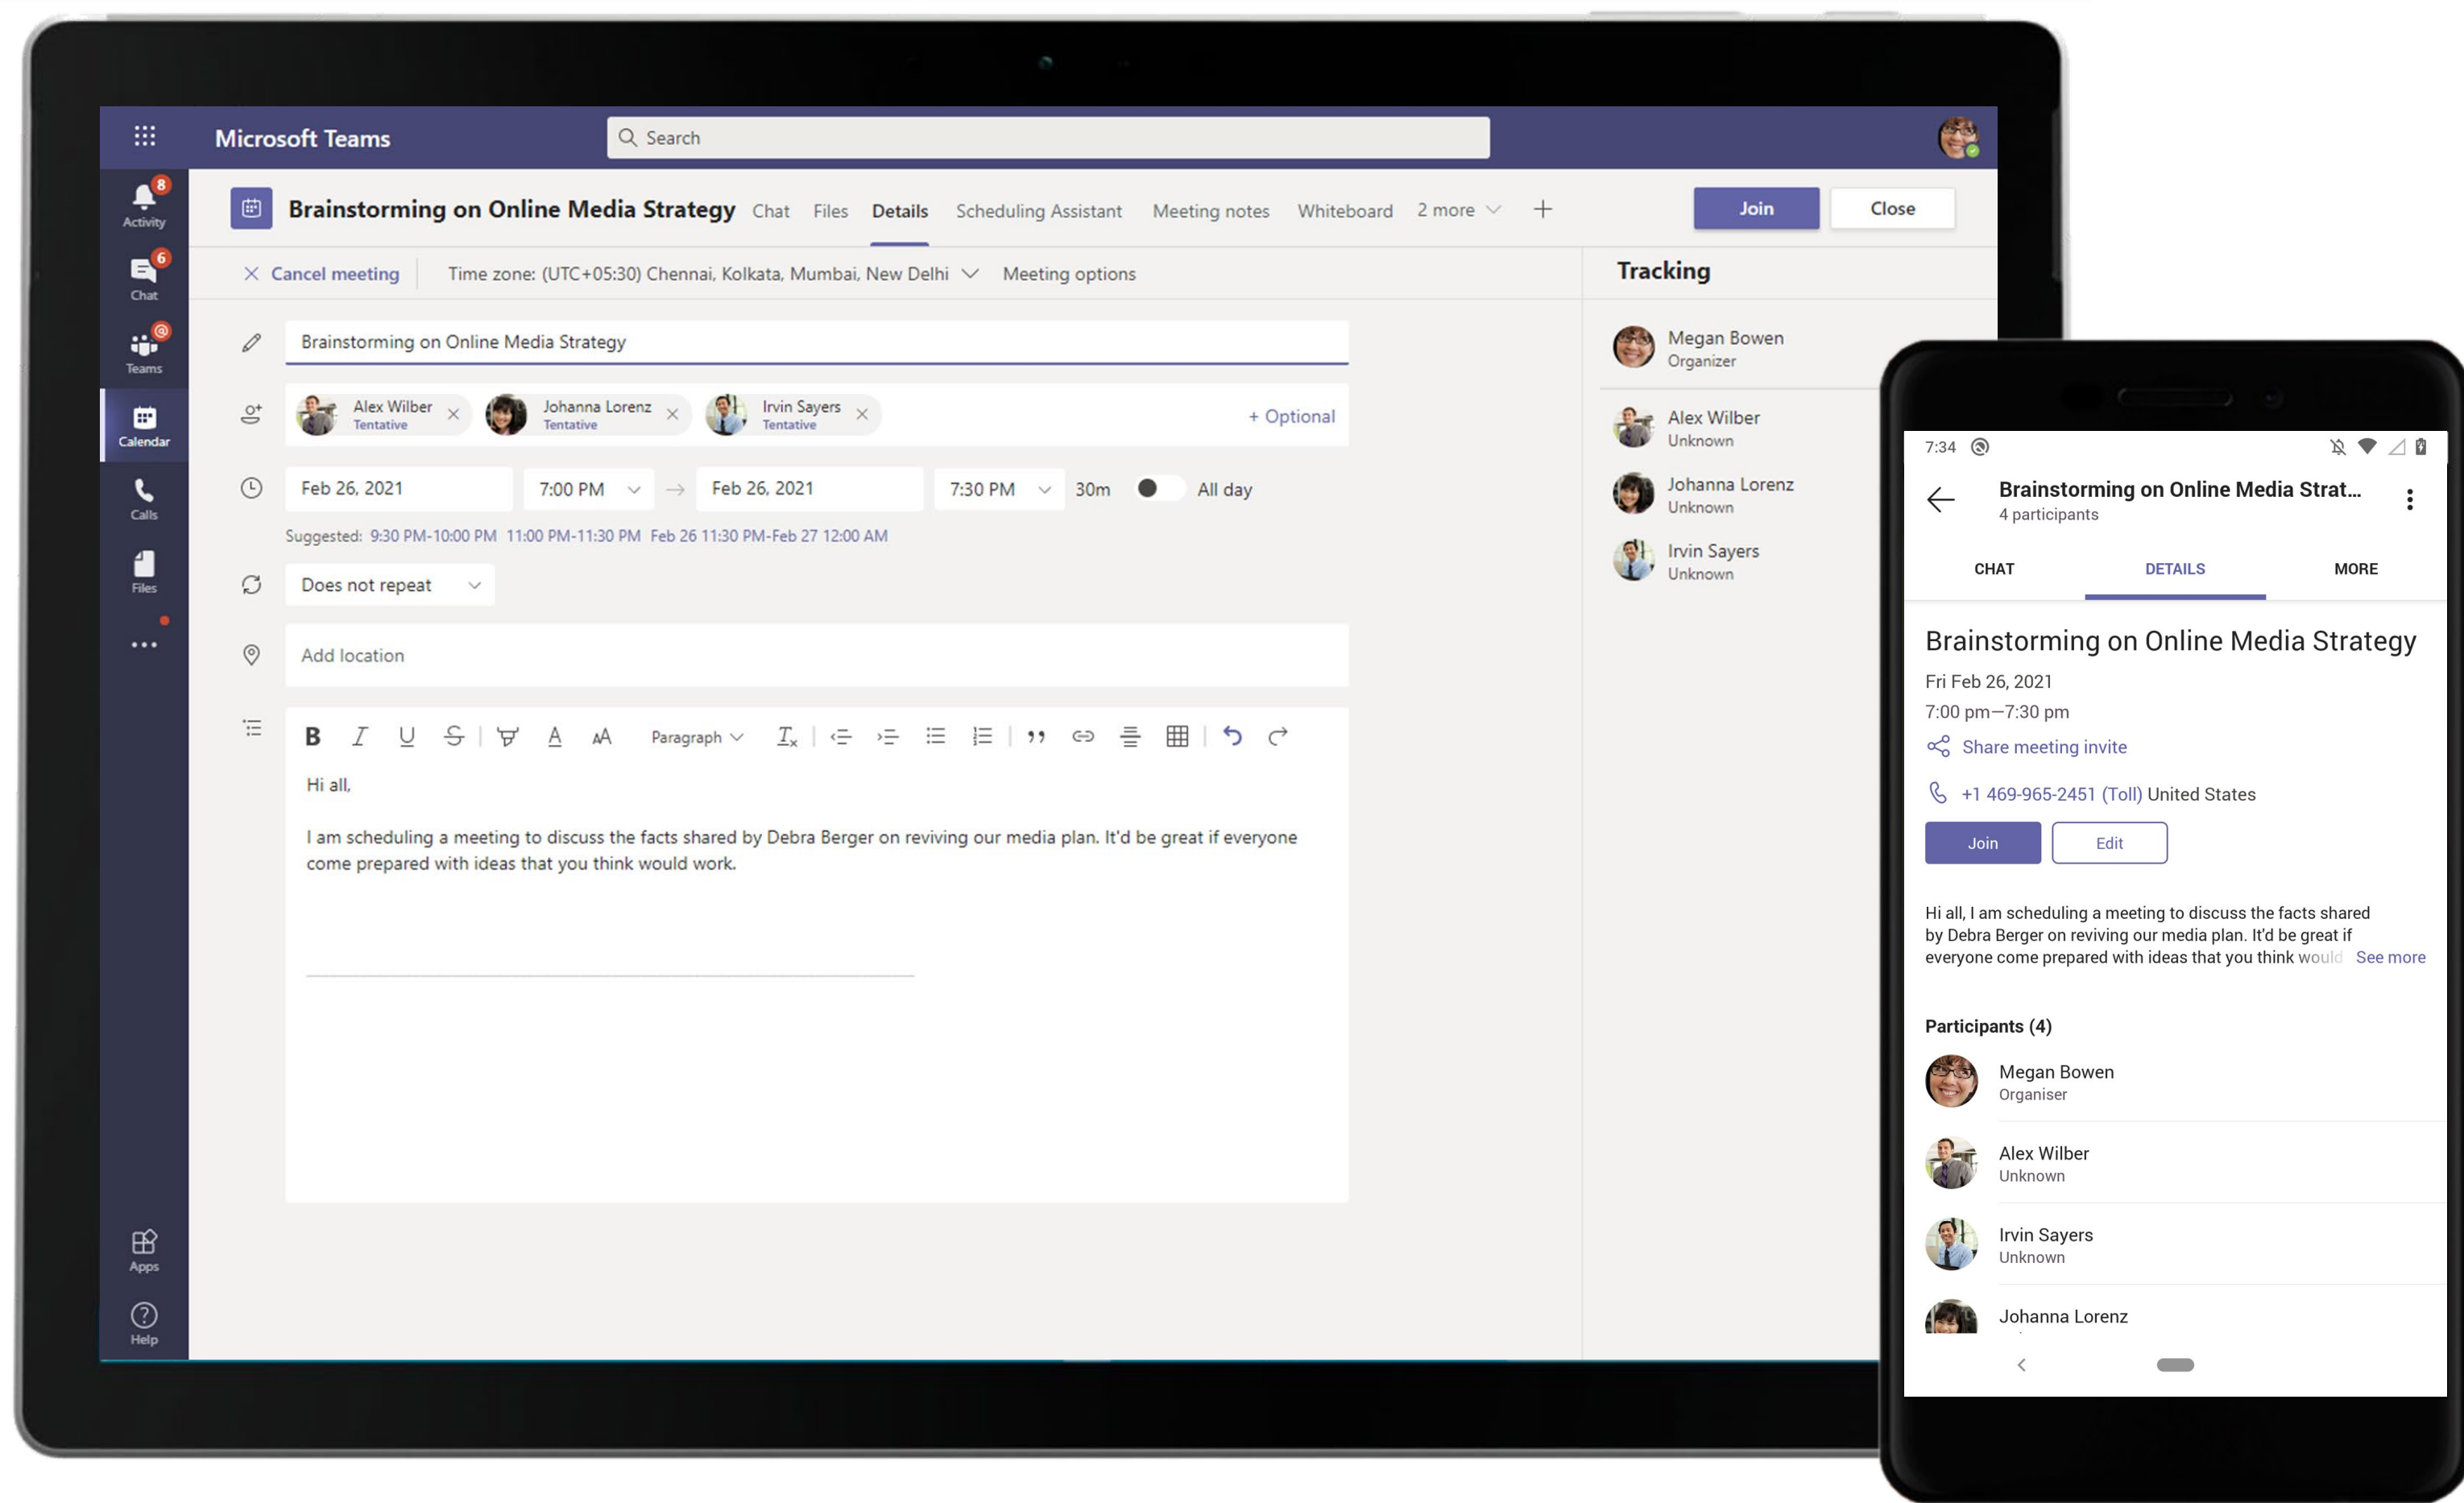 Microsoft Teams
Search
8
Activity
6
Chat
@
Teams
Calendar
Calls
Files
Apps
Help
Brainstorming on Online Media Strategy Chat Files Details Scheduling Assistant Meeting notes Whiteboard 2 more
Join Close
Cancel meeting Time zone: (UTC+05:30) Chennai, Kolkata, Mumbai, New Delhi Meeting options
Brainstorming on Online Media Strategy
Alex Wilber
Tentative
Johanna Lorenz
Tentative
Irvin Sayers
Tentative
+ Optional
Feb 26, 2021 7:00 PM → Feb 26, 2021 7:30 PM 30m All day
Suggested: 9:30 PM-10:00 PM 11:00 PM-11:30 PM Feb 26 11:30 PM-Feb 27 12:00 AM
Does not repeat
Add location
B I U S A AA Paragraph Tx
Hi all,
I am scheduling a meeting to discuss the facts shared by Debra Berger on reviving our media plan. It'd be great if everyone
come prepared with ideas that you think would work.
Tracking
Megan Bowen
Organizer
Alex Wilber
Unknown
Johanna Lorenz
Unknown
Irvin Sayers
Unknown
7:34
Brainstorming on Online Media Strat...
4 participants
CHAT DETAILS MORE
Brainstorming on Online Media Strategy
Fri Feb 26, 2021
7:00 pm–7:30 pm
Share meeting invite
+1 469-965-2451 (Toll) United States
Join Edit
Hi all, I am scheduling a meeting to discuss the facts shared
by Debra Berger on reviving our media plan. It'd be great if
everyone come prepared with ideas that you think would See more
Participants (4)
Megan Bowen
Organiser
Alex Wilber
Unknown
Irvin Sayers
Unknown
Johanna Lorenz